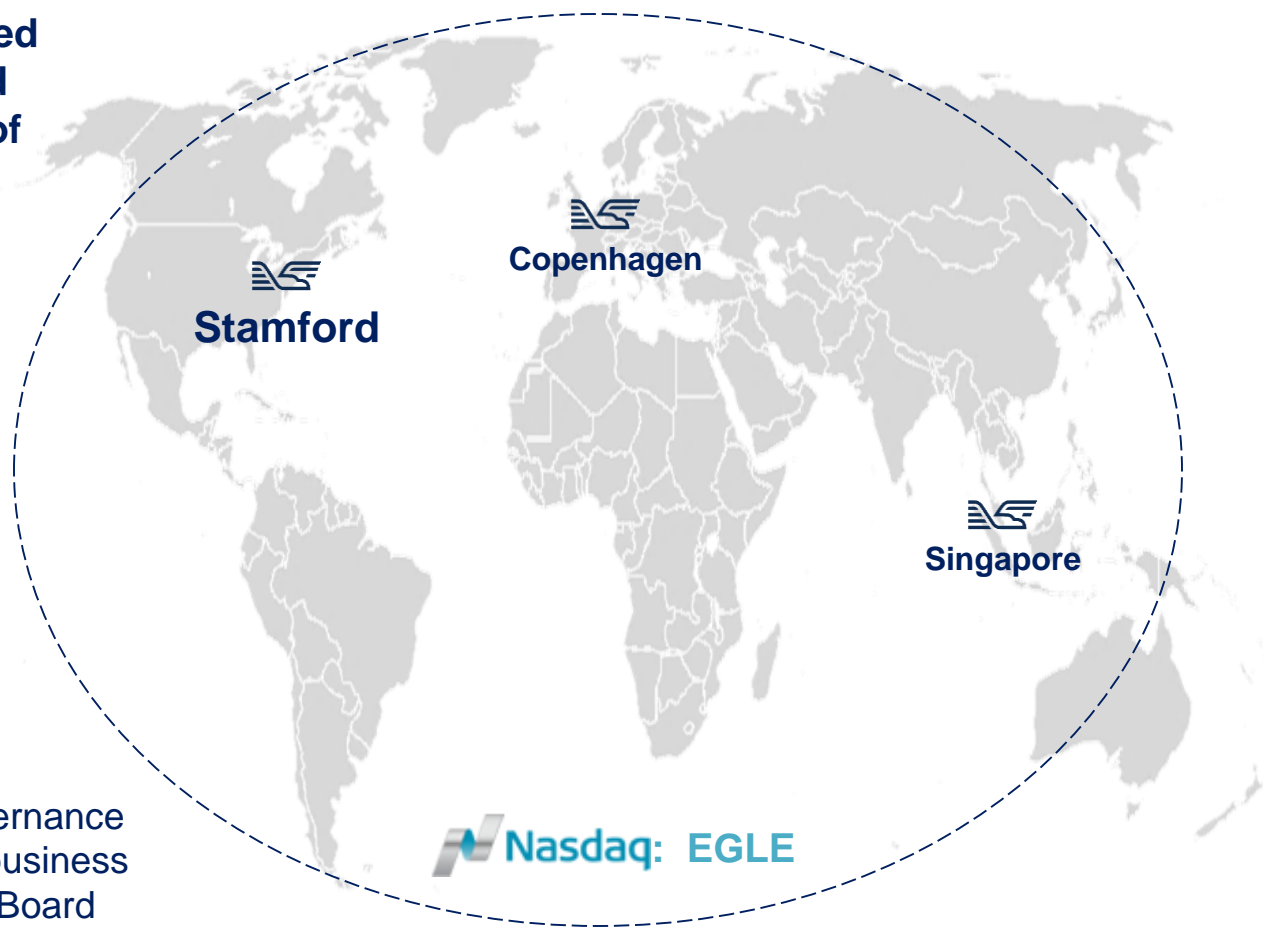 ed
d
of
Copenhagen
Stamford
Singapore
ernance
business
Board
Nasdaq: EGLE